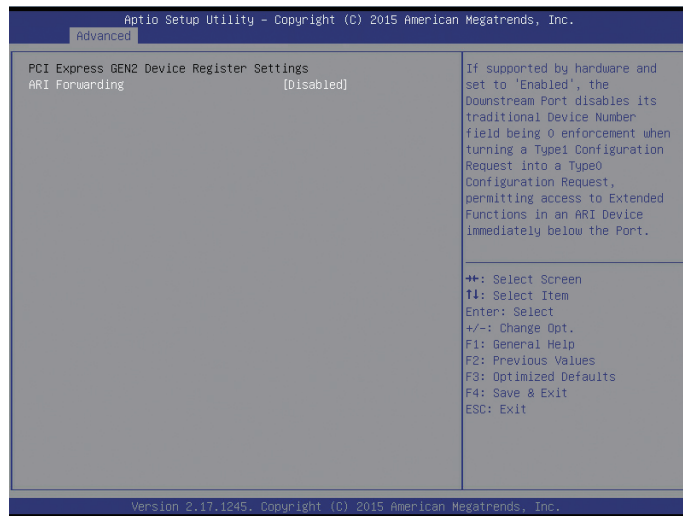 Aptio Setup Utility – Copyright (C) 2015 American Megatrends, Inc.
Advanced
PCI Express GEN2 Device Register Settings
ARI Forwarding [Disabled]
If supported by hardware and
set to 'Enabled', the
Downstream Port disables its
traditional Device Number
field being 0 enforcement when
turning a Type1 Configuration
Request into a Type0
Configuration Request,
permitting access to Extended
Functions in an ARI Device
immediately below the Port.
→←: Select Screen
↑↓: Select Item
Enter: Select
+/-: Change Opt.
F1: General Help
F2: Previous Values
F3: Optimized Defaults
F4: Save & Exit
ESC: Exit
Version 2.17.1245. Copyright (C) 2015 American Megatrends, Inc.